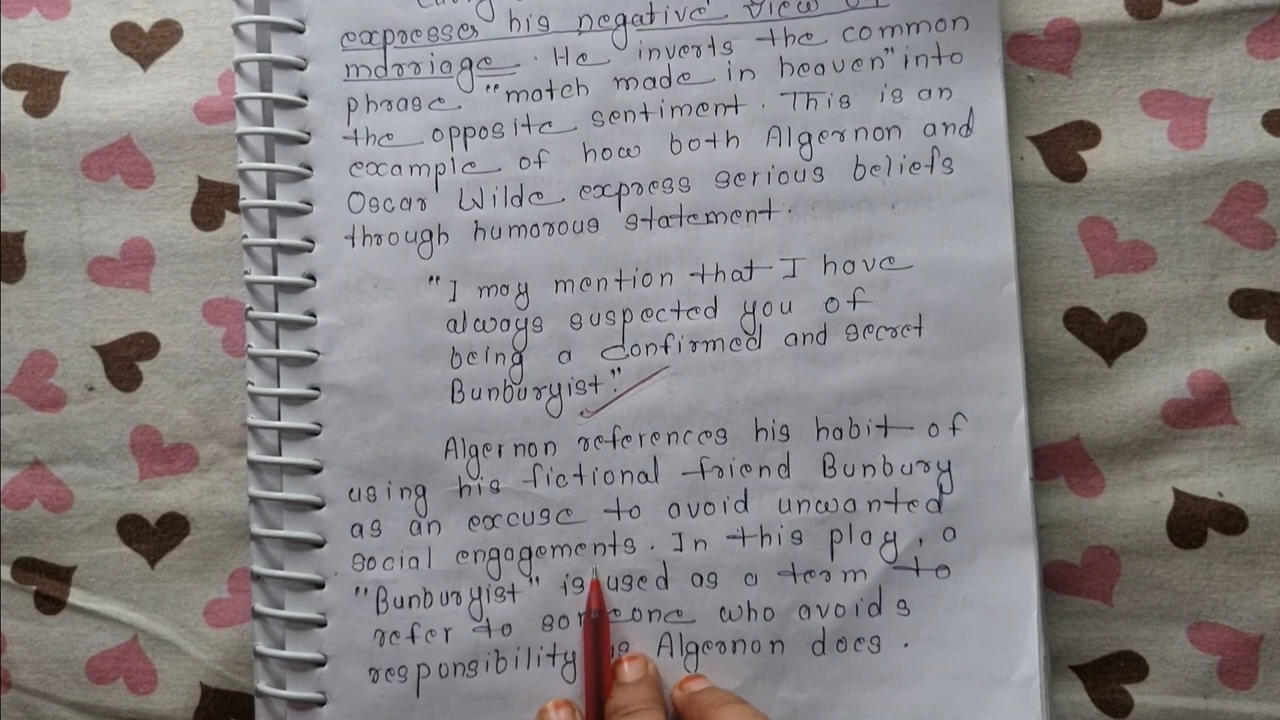 expresses his negative view of
marriage. He inverts the common
phrase "match made in heaven" into
the opposite sentiment. This is an
example of how both Algernon and
Oscar Wilde express serious beliefs
through humorous statement.
"I may mention that I have
always suspected you of
being a confirmed and secret
Bunburyist."
Algernon references his habit of
using his fictional friend Bunbury
as an excuse to avoid unwanted
social engagements. In this play, a
"Bunburyist" is used as a term to
refer to someone who avoids
responsibility as Algernon does.